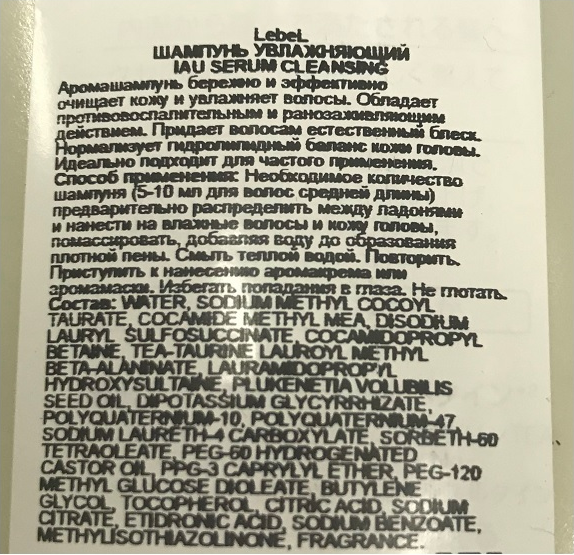 LebeL
ШАМПУНЬ УВЛАЖНЯЮЩИЙ
IAU SERUM CLEANSING
Аромашампунь бережно и эффективно
очищает кожу и увлажняет волосы. Обладает
противовоспалительным и ранозаживляющим
действием. Придает волосам естественный блеск.
Нормализует гидролипидный баланс кожи головы.
Идеально подходит для частого применения.
Способ применения: Необходимое количество
шампуня (5-10 мл для волос средней длины)
предварительно распределить между ладонями
и нанести на влажные волосы и кожу головы,
помассировать, добавляя воду до образования
плотной пены. Смыть теплой водой. Повторить.
Приступить к нанесению аромакрема или
аромамаски. Избегать попадания в глаза. Не глотать.
Состав: WATER, SODIUM METHYL COCOYL
TAURATE, COCAMIDE METHYL MEA, DISODIUM
LAURYL SULFOSUCCINATE, COCAMIDOPROPYL
BETAINE, TEA-TAURINE LAUROYL METHYL
BETA-ALANINATE, LAURAMIDOPROPYL
HYDROXYSULTAINE, PLUKENETIA VOLUBILIS
SEED OIL, DIPOTASSIUM GLYCYRRHIZATE,
POLYQUATERNIUM-10, POLYQUATERNIUM-47,
SODIUM LAURETH-4 CARBOXYLATE, SORBETH-60
TETRAOLEATE, PEG-60 HYDROGENATED
CASTOR OIL, PPG-3 CAPRYLYL ETHER, PEG-120
METHYL GLUCOSE DIOLEATE, BUTYLENE
GLYCOL, TOCOPHEROL, CITRIC ACID, SODIUM
CITRATE, ETIDRONIC ACID, SODIUM BENZOATE,
METHYLISOTHIAZOLINONE, FRAGRANCE.